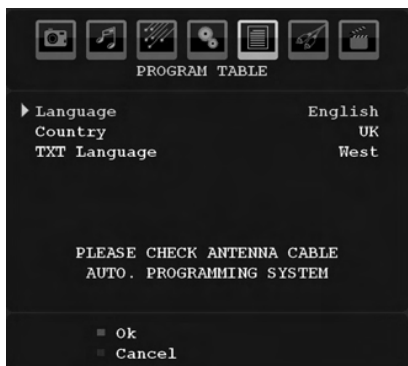 PROGRAM TABLE
Language English
Country UK
TXT Language West
PLEASE CHECK ANTENNA CABLE
AUTO. PROGRAMMING SYSTEM
Ok
Cancel